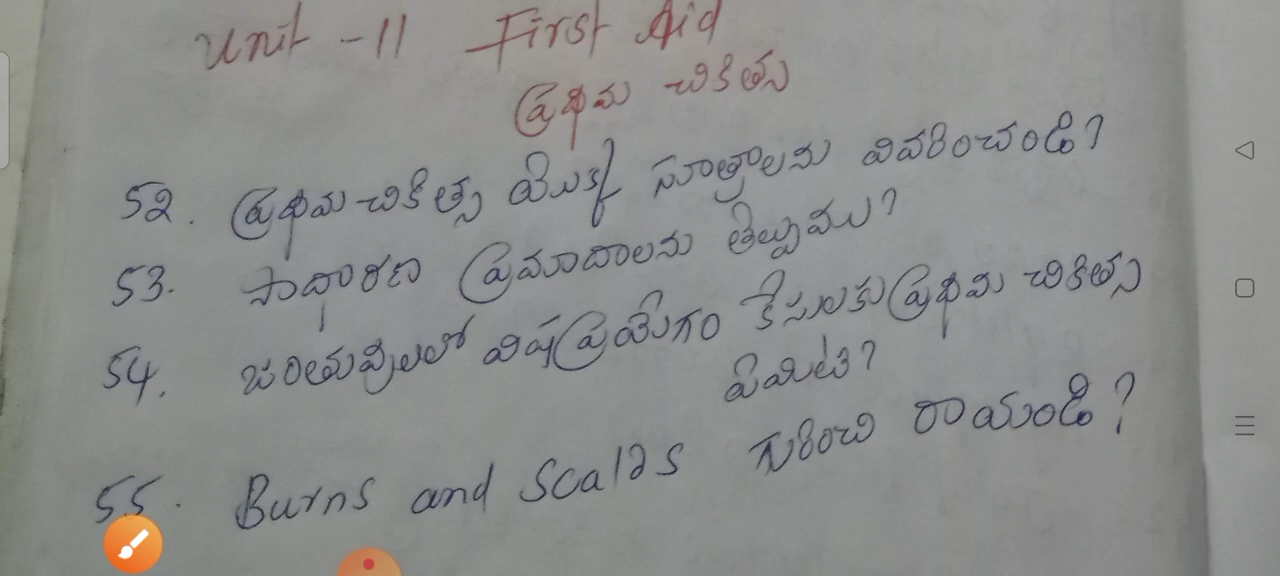 Unit - 11 First Aid
ప్రథమ చికిత్స
52. ప్రథమ చికిత్స యొక్క సూత్రాలను వివరించండి?
53. సాధారణ ప్రమాదాలను తెల్పుము?
54. జంతువులలో విషప్రయోగం కేసులకు ప్రథమ చికిత్స
ఏమిటి?
55. Burns and Scalds గురించి రాయండి?